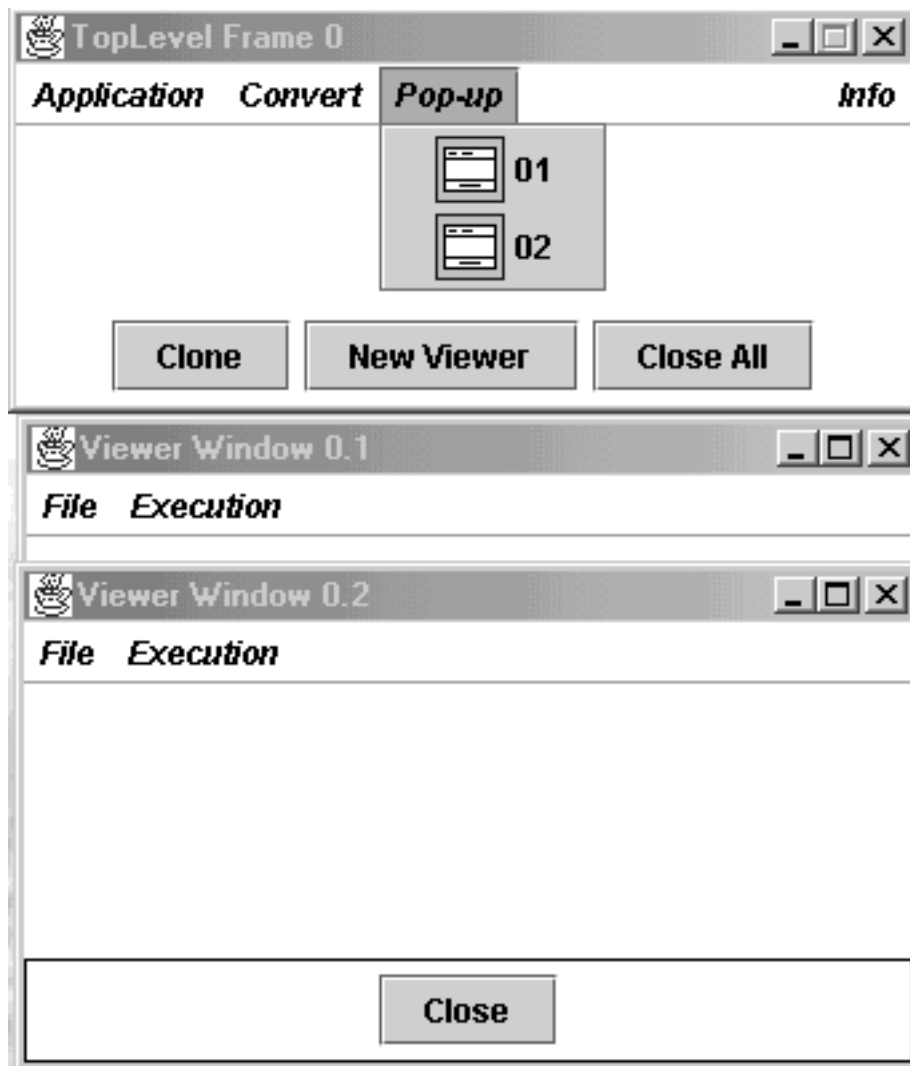 TopLevel Frame 0
Application Convert Pop-up Info
01
02
Clone New Viewer Close All
Viewer Window 0.1
File Execution
Viewer Window 0.2
File Execution
Close